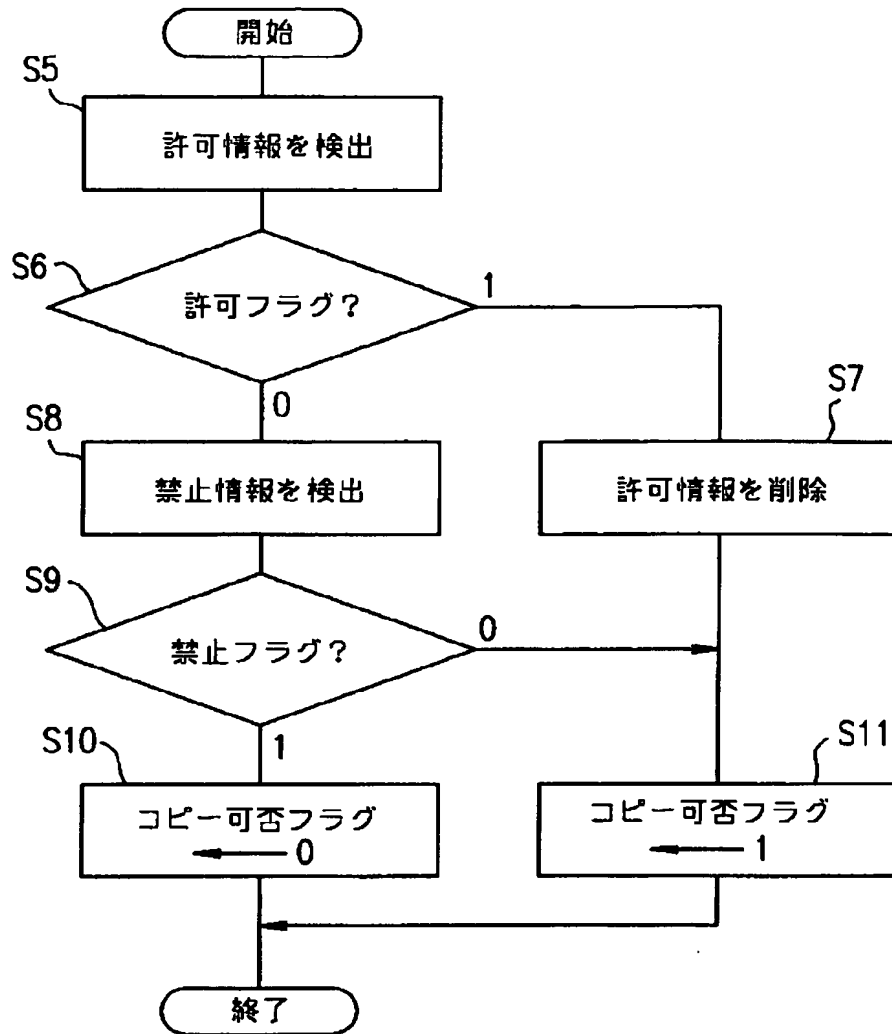 開始
S5
許可情報を検出
S6
許可フラグ?
1
0
S7
S8
禁止情報を検出
許可情報を削除
S9
禁止フラグ?
0
1
S10
S11
コピー可否フラグ
0
コピー可否フラグ
1
終了